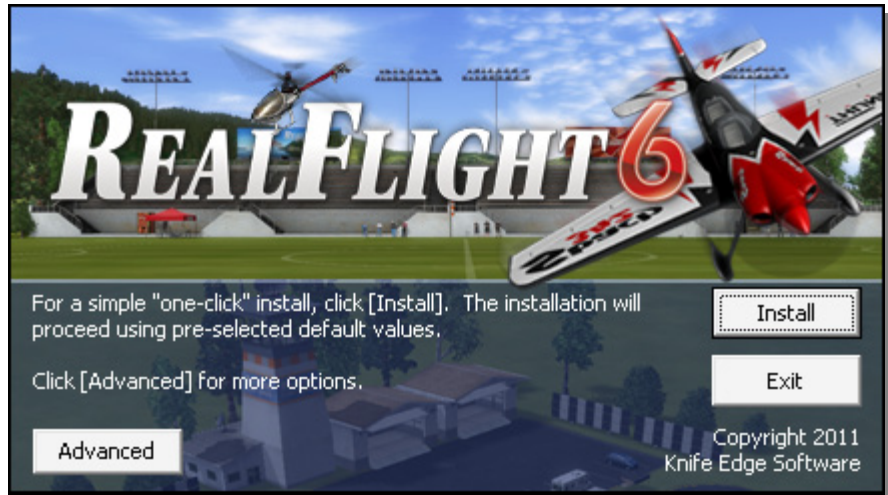 REALFLIGHT 6
For a simple "one-click" install, click [Install].  The installation will
proceed using pre-selected default values.
Install
Click [Advanced] for more options.
Exit
Advanced
Copyright 2011
Knife Edge Software